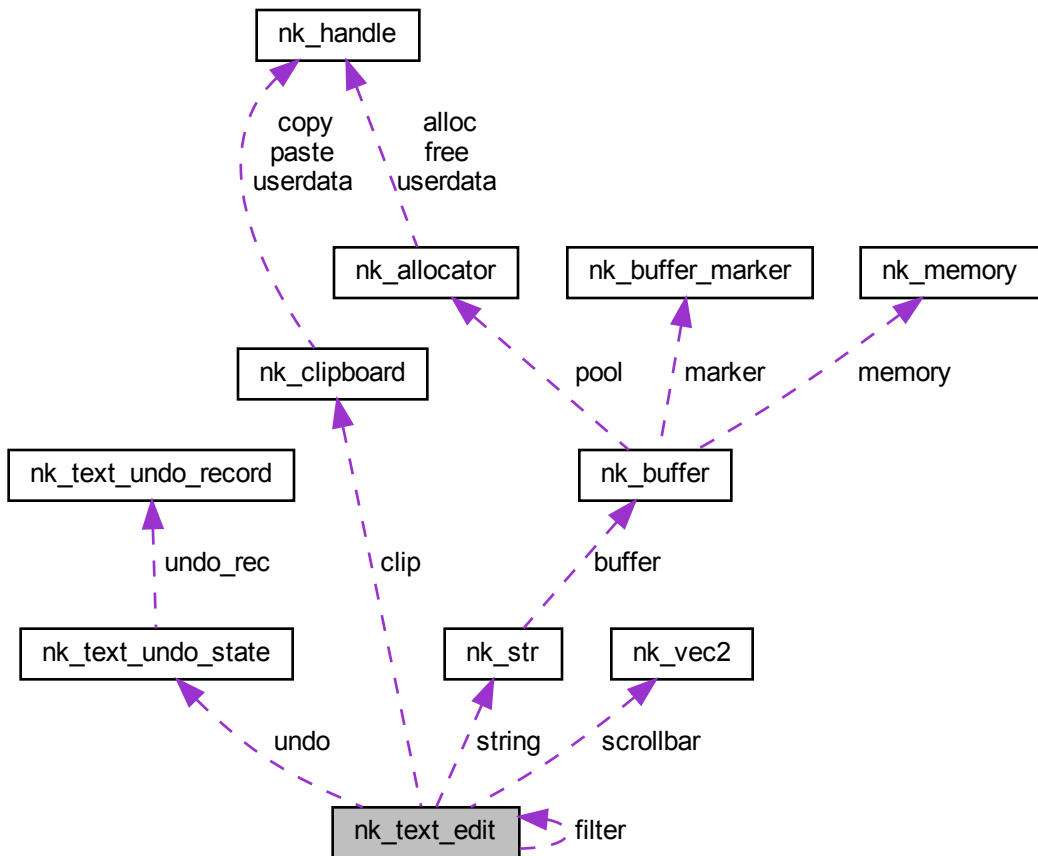 nk_handle
copy
paste
userdata
alloc
free
userdata
nk_allocator
nk_buffer_marker
nk_memory
nk_clipboard
pool
marker
memory
nk_text_undo_record
nk_buffer
undo_rec
clip
buffer
nk_text_undo_state
nk_str
nk_vec2
undo
string
scrollbar
nk_text_edit
filter